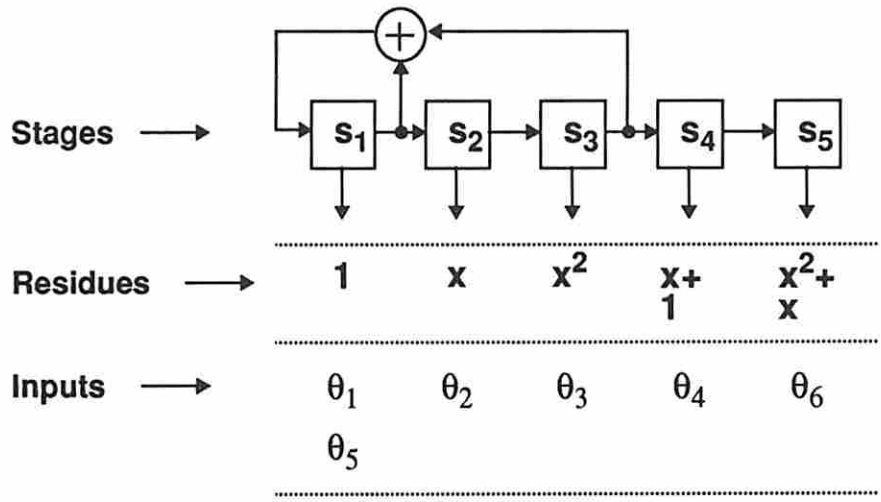 +
Stages s₁ s₂ s₃ s₄ s₅
Residues 1 x x² x+ x²+
1 x
Inputs θ₁ θ₂ θ₃ θ₄ θ₆
θ₅